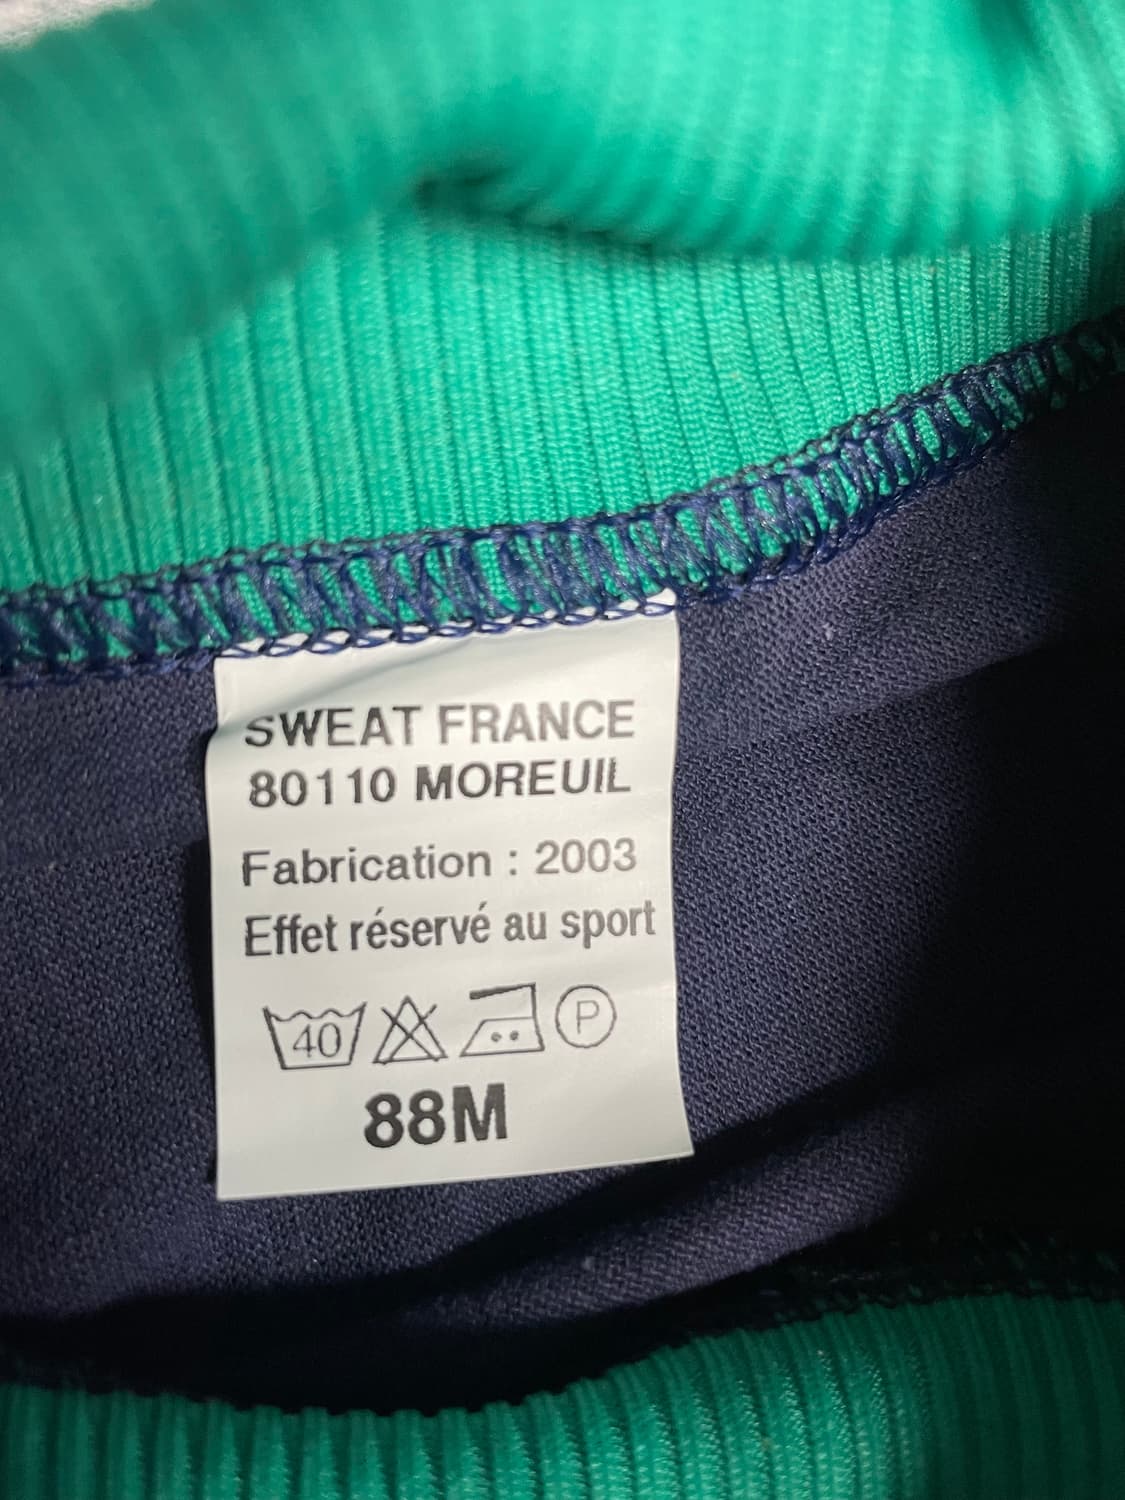 SWEAT FRANCE
80110 MOREUIL
Fabrication : 2003
Effet réservé au sport
40 P
88M